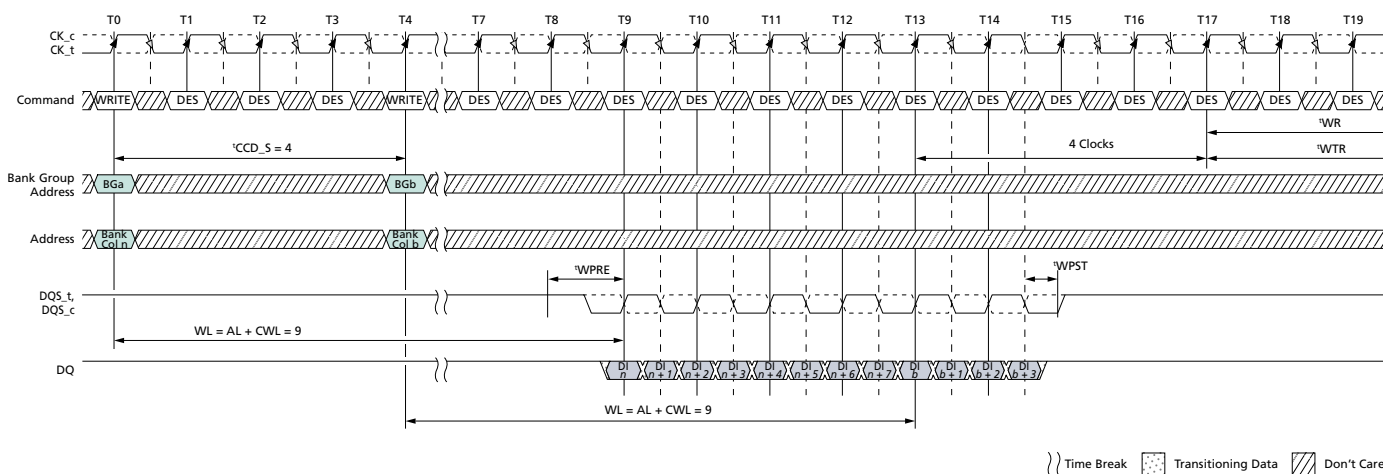 T0 T1 T2 T3 T4 T7 T8 T9 T10 T11 T12 T13 T14 T15 T16 T17 T18 T19
CK_c
CK_t
Command WRITE DES DES DES WRITE DES DES DES DES DES DES DES DES DES DES DES DES DES
tWR
tCCD_S = 4 4 Clocks tWTR
Bank Group
Address BGa BGb
Address Bank
Col n Bank
Col b
tWPRE tWPST
DQS_t,
DQS_c
WL = AL + CWL = 9
DQ DI
n DI
n + 1 DI
n + 2 DI
n + 3 DI
n + 4 DI
n + 5 DI
n + 6 DI
n + 7 DI
b DI
b + 1 DI
b + 2 DI
b + 3
WL = AL + CWL = 9
Time Break Transitioning Data Don't Care